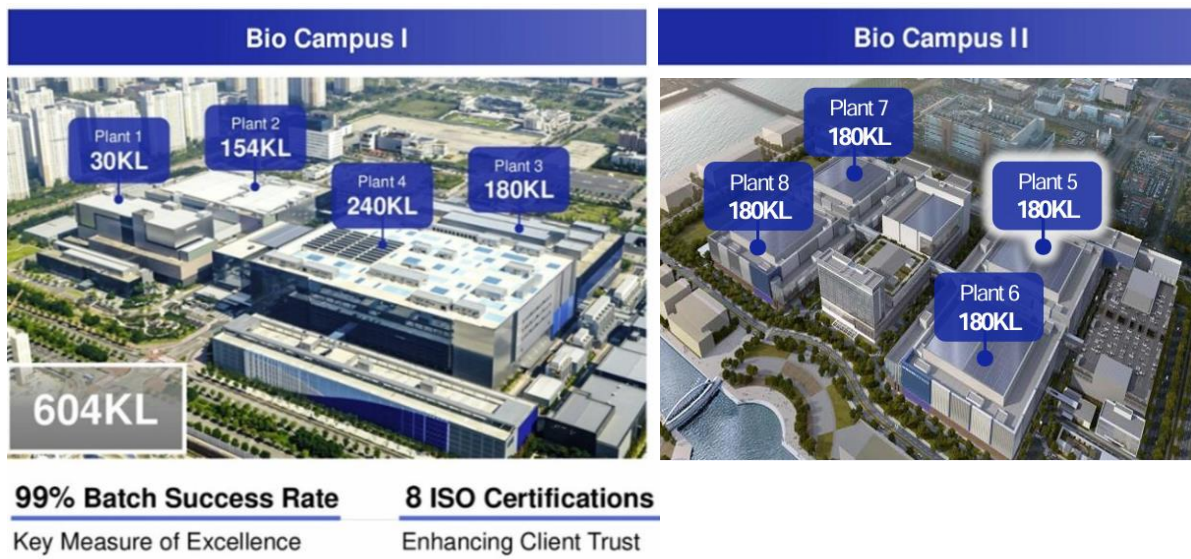 Bio Campus I
Plant 1
30KL
Plant 2
154KL
Plant 3
180KL
Plant 4
240KL
604KL
99% Batch Success Rate
Key Measure of Excellence
8 ISO Certifications
Enhancing Client Trust
Bio Campus II
Plant 7
180KL
Plant 8
180KL
Plant 5
180KL
Plant 6
180KL